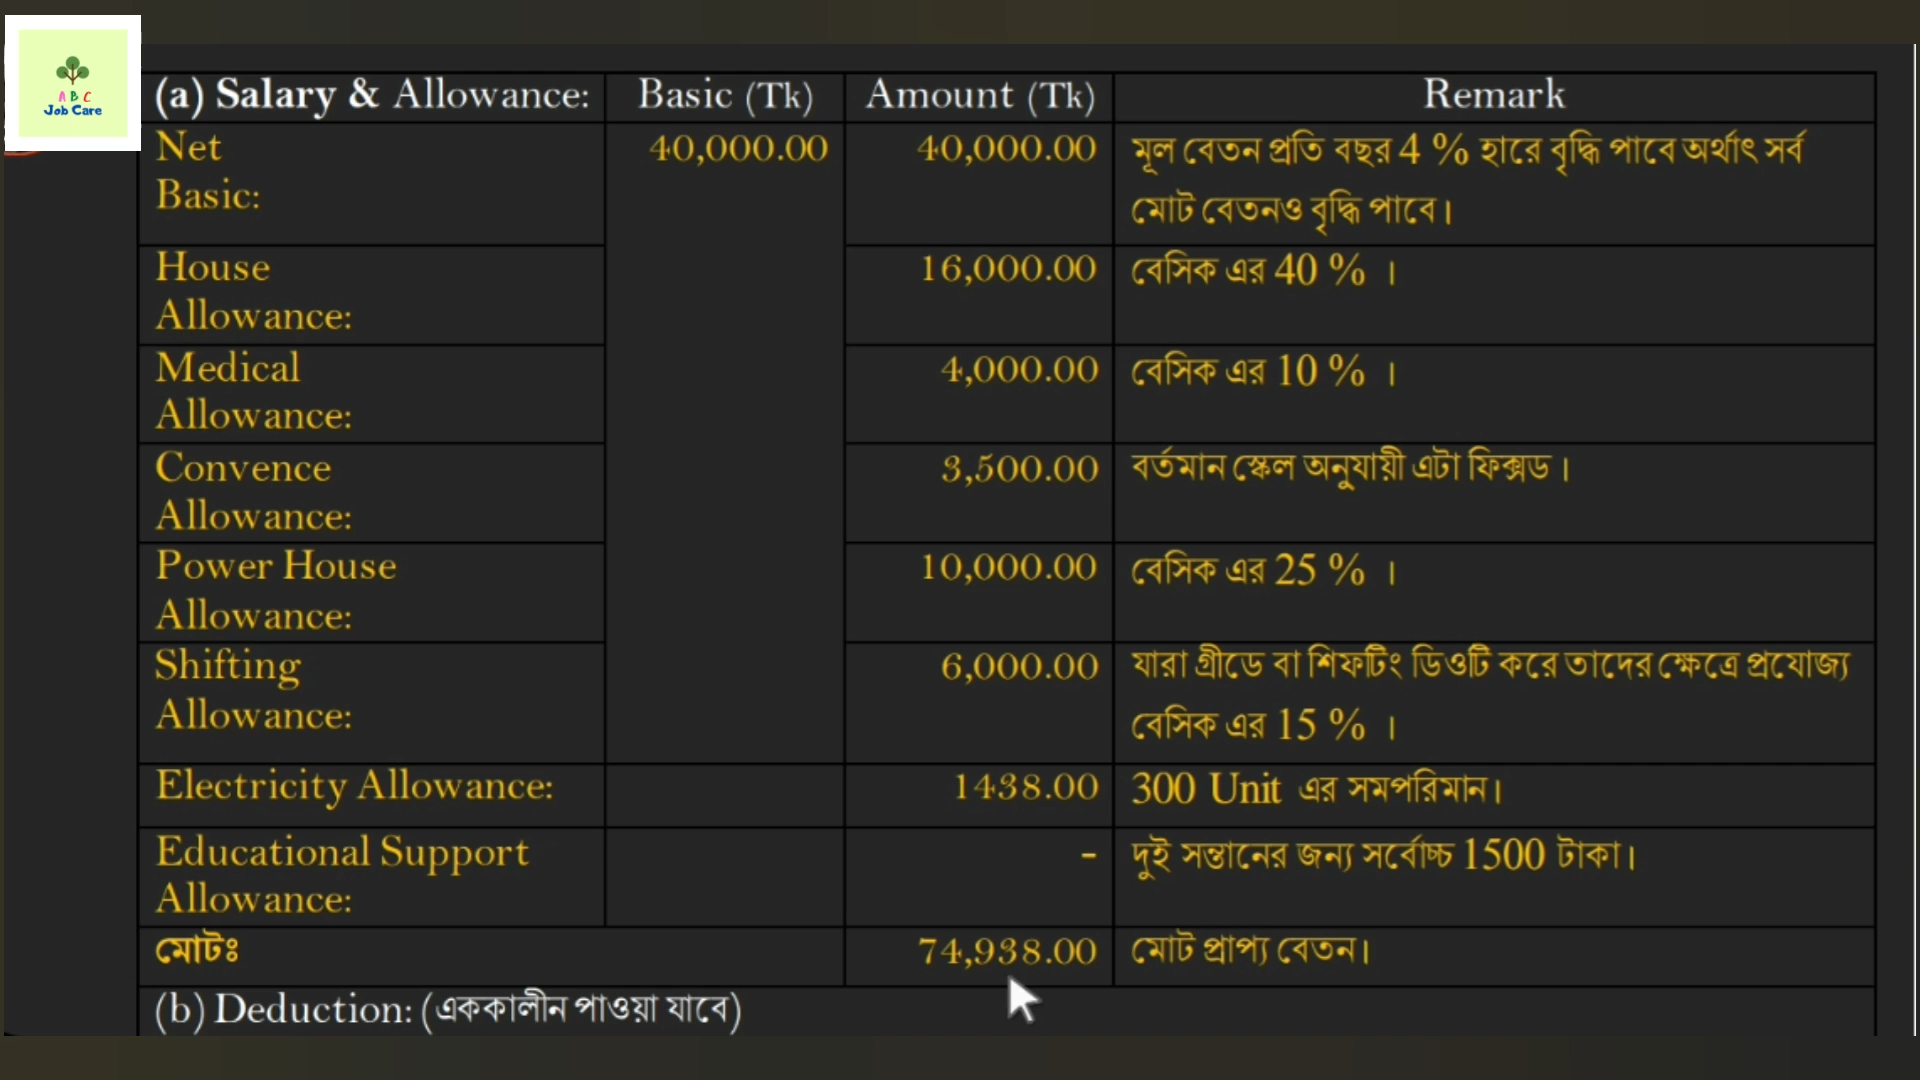 A B C
Job Care
(a) Salary & Allowance: Basic (Tk) Amount (Tk) Remark
Net 40,000.00 40,000.00 মূল বেতন প্রতি বছর 4 % হারে বৃদ্ধি পাবে অর্থাৎ সর্ব
Basic: মোট বেতনও বৃদ্ধি পাবে।
House 16,000.00 বেসিক এর 40 % ।
Allowance:
Medical 4,000.00 বেসিক এর 10 % ।
Allowance:
Convence 3,500.00 বর্তমান স্কেল অনুযায়ী এটা ফিক্সড।
Allowance:
Power House 10,000.00 বেসিক এর 25 % ।
Allowance:
Shifting 6,000.00 যারা গ্রীডে বা শিফটিং ডিওটি করে তাদের ক্ষেত্রে প্রযোজ্য
Allowance: বেসিক এর 15 % ।
Electricity Allowance: 1438.00 300 Unit এর সমপরিমান।
Educational Support - দুই সন্তানের জন্য সর্বোচ্চ 1500 টাকা।
Allowance:
মোটঃ 74,938.00 মোট প্রাপ্য বেতন।
(b) Deduction: (এককালীন পাওয়া যাবে)